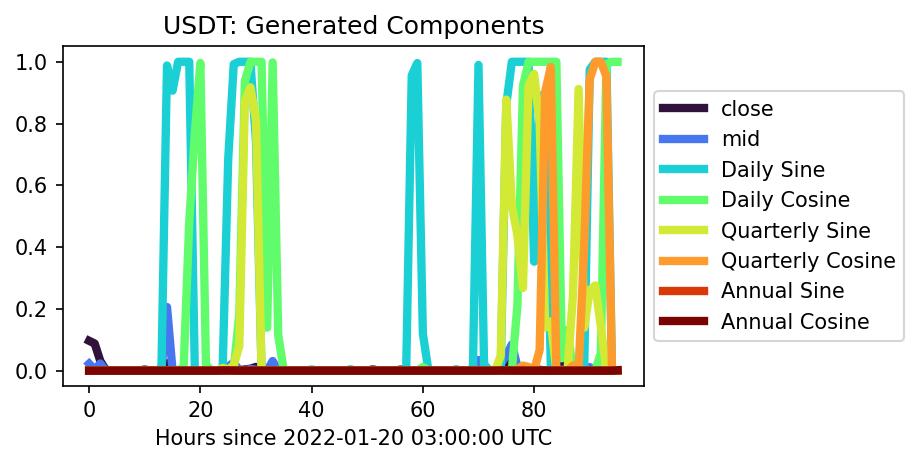 USDT: Generated Components
1.0
0.8
0.6
0.4
0.2
0.0
0
20
40
60
80
Hours since 2022-01-20 03:00:00 UTC
close
mid
Daily Sine
Daily Cosine
Quarterly Sine
Quarterly Cosine
Annual Sine
Annual Cosine